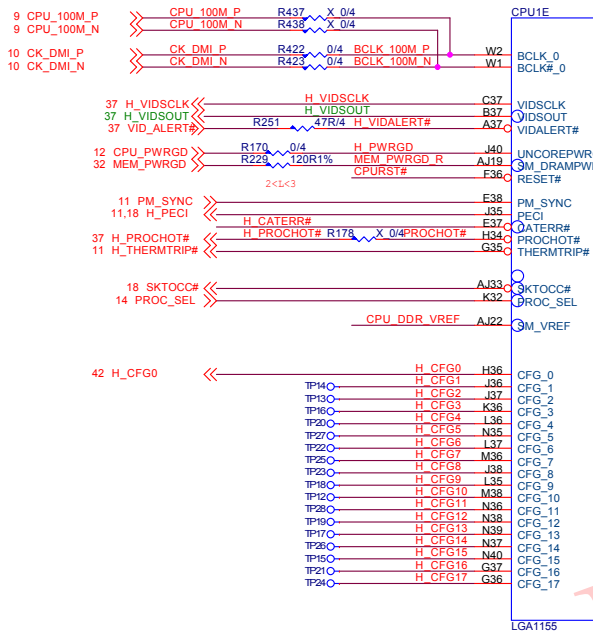 CPU1E
9 CPU_100M_P CPU_100M_P R437 X_0/4
9 CPU_100M_N CPU_100M_N R438 X_0/4
10 CK_DMI_P CK_DMI_P R422 0/4 BCLK_100M_P W2 BCLK_0
10 CK_DMI_N CK_DMI_N R423 0/4 BCLK_100M_N W1 BCLK#_0
37 H_VIDSCLK H_VIDSCLK C37 VIDSCLK
37 H_VIDSOUT H_VIDSOUT B37 VIDSOUT
37 VID_ALERT# R251 47R/4 H_VIDALERT# A37 VIDALERT#
12 CPU_PWRGD R170 0/4 H_PWRGD J40 UNCOREPWR
32 MEM_PWRGD R229 120R1% MEM_PWRGD_R AJ19 SM_DRAMPW
2<L<3 CPURST# F36 RESET#
11 PM_SYNC E38 PM_SYNC
11,18 H_PECI J35 PECI
H_CATERR# E37 CATERR#
37 H_PROCHOT# H_PROCHOT# R178 X_0/4 PROCHOT# H34 PROCHOT#
11 H_THERMTRIP# G35 THERMTRIP#
18 SKTOCC# AJ33 SKTOCC#
14 PROC_SEL K32 PROC_SEL
CPU_DDR_VREF AJ22 SM_VREF
42 H_CFG0 H_CFG0 H36 CFG_0
TP14 H_CFG1 J36 CFG_1
TP13 H_CFG2 J37 CFG_2
TP16 H_CFG3 K36 CFG_3
TP20 H_CFG4 L36 CFG_4
TP27 H_CFG5 N35 CFG_5
TP22 H_CFG6 L37 CFG_6
TP25 H_CFG7 M36 CFG_7
TP23 H_CFG8 J38 CFG_8
TP18 H_CFG9 L35 CFG_9
TP12 H_CFG10 M38 CFG_10
TP28 H_CFG11 N36 CFG_11
TP19 H_CFG12 N38 CFG_12
TP17 H_CFG13 N39 CFG_13
TP26 H_CFG14 N37 CFG_14
TP15 H_CFG15 N40 CFG_15
TP21 H_CFG16 G37 CFG_16
TP24 H_CFG17 G36 CFG_17
LGA1155